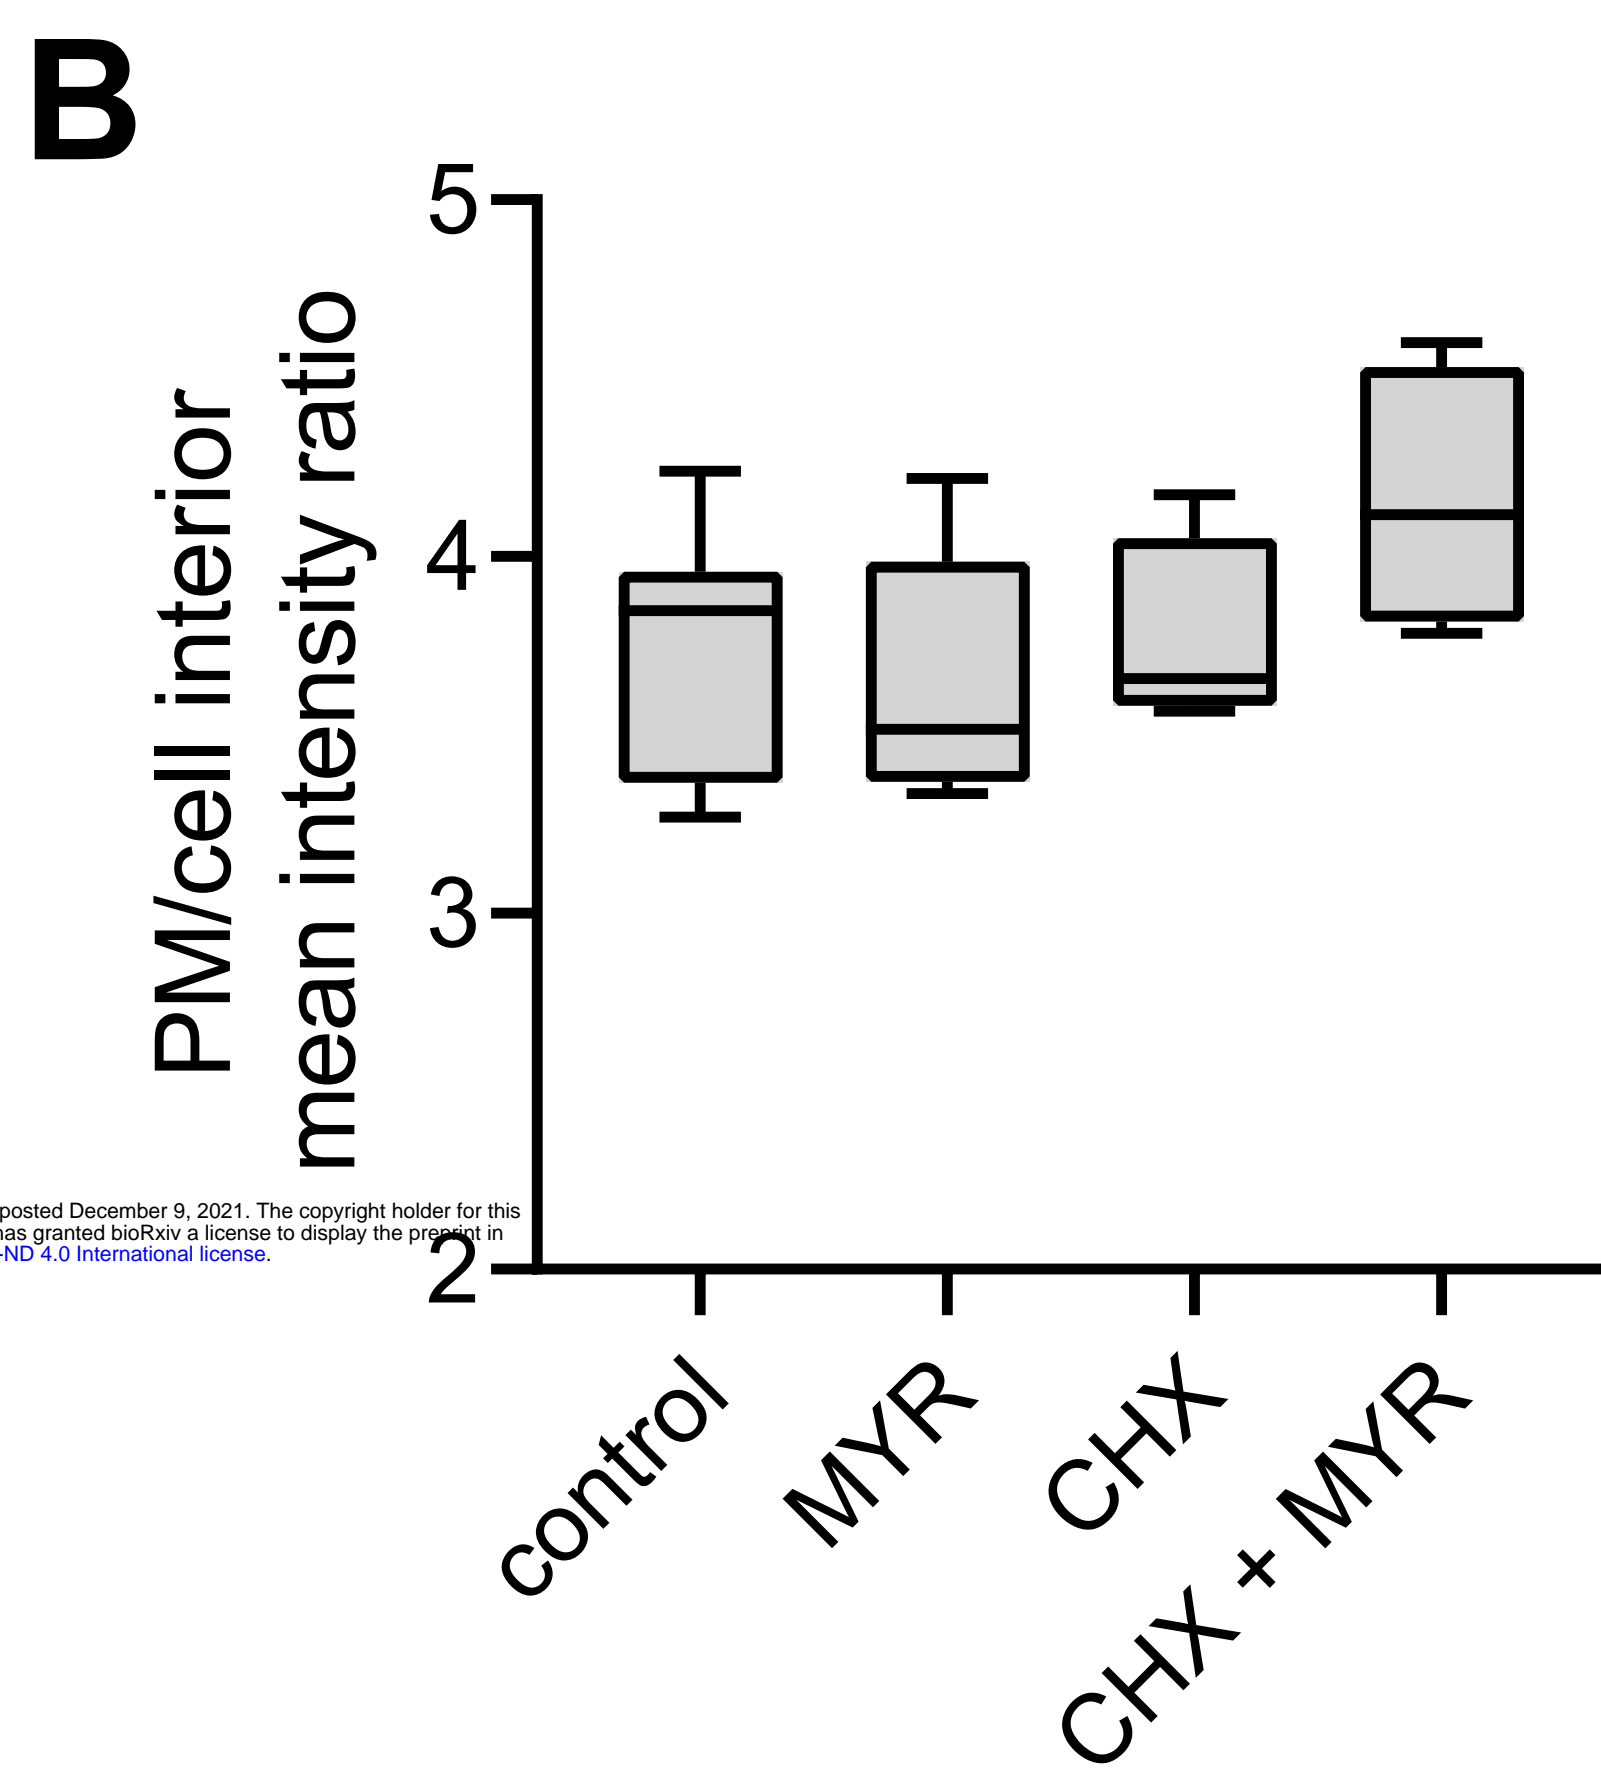 B
5
4
3
2
PM/cell interior
mean intensity ratio
posted December 9, 2021. The copyright holder for this
has granted bioRxiv a license to display the preprint in
-ND 4.0 International license.
control
MYR
CHX
CHX + MYR